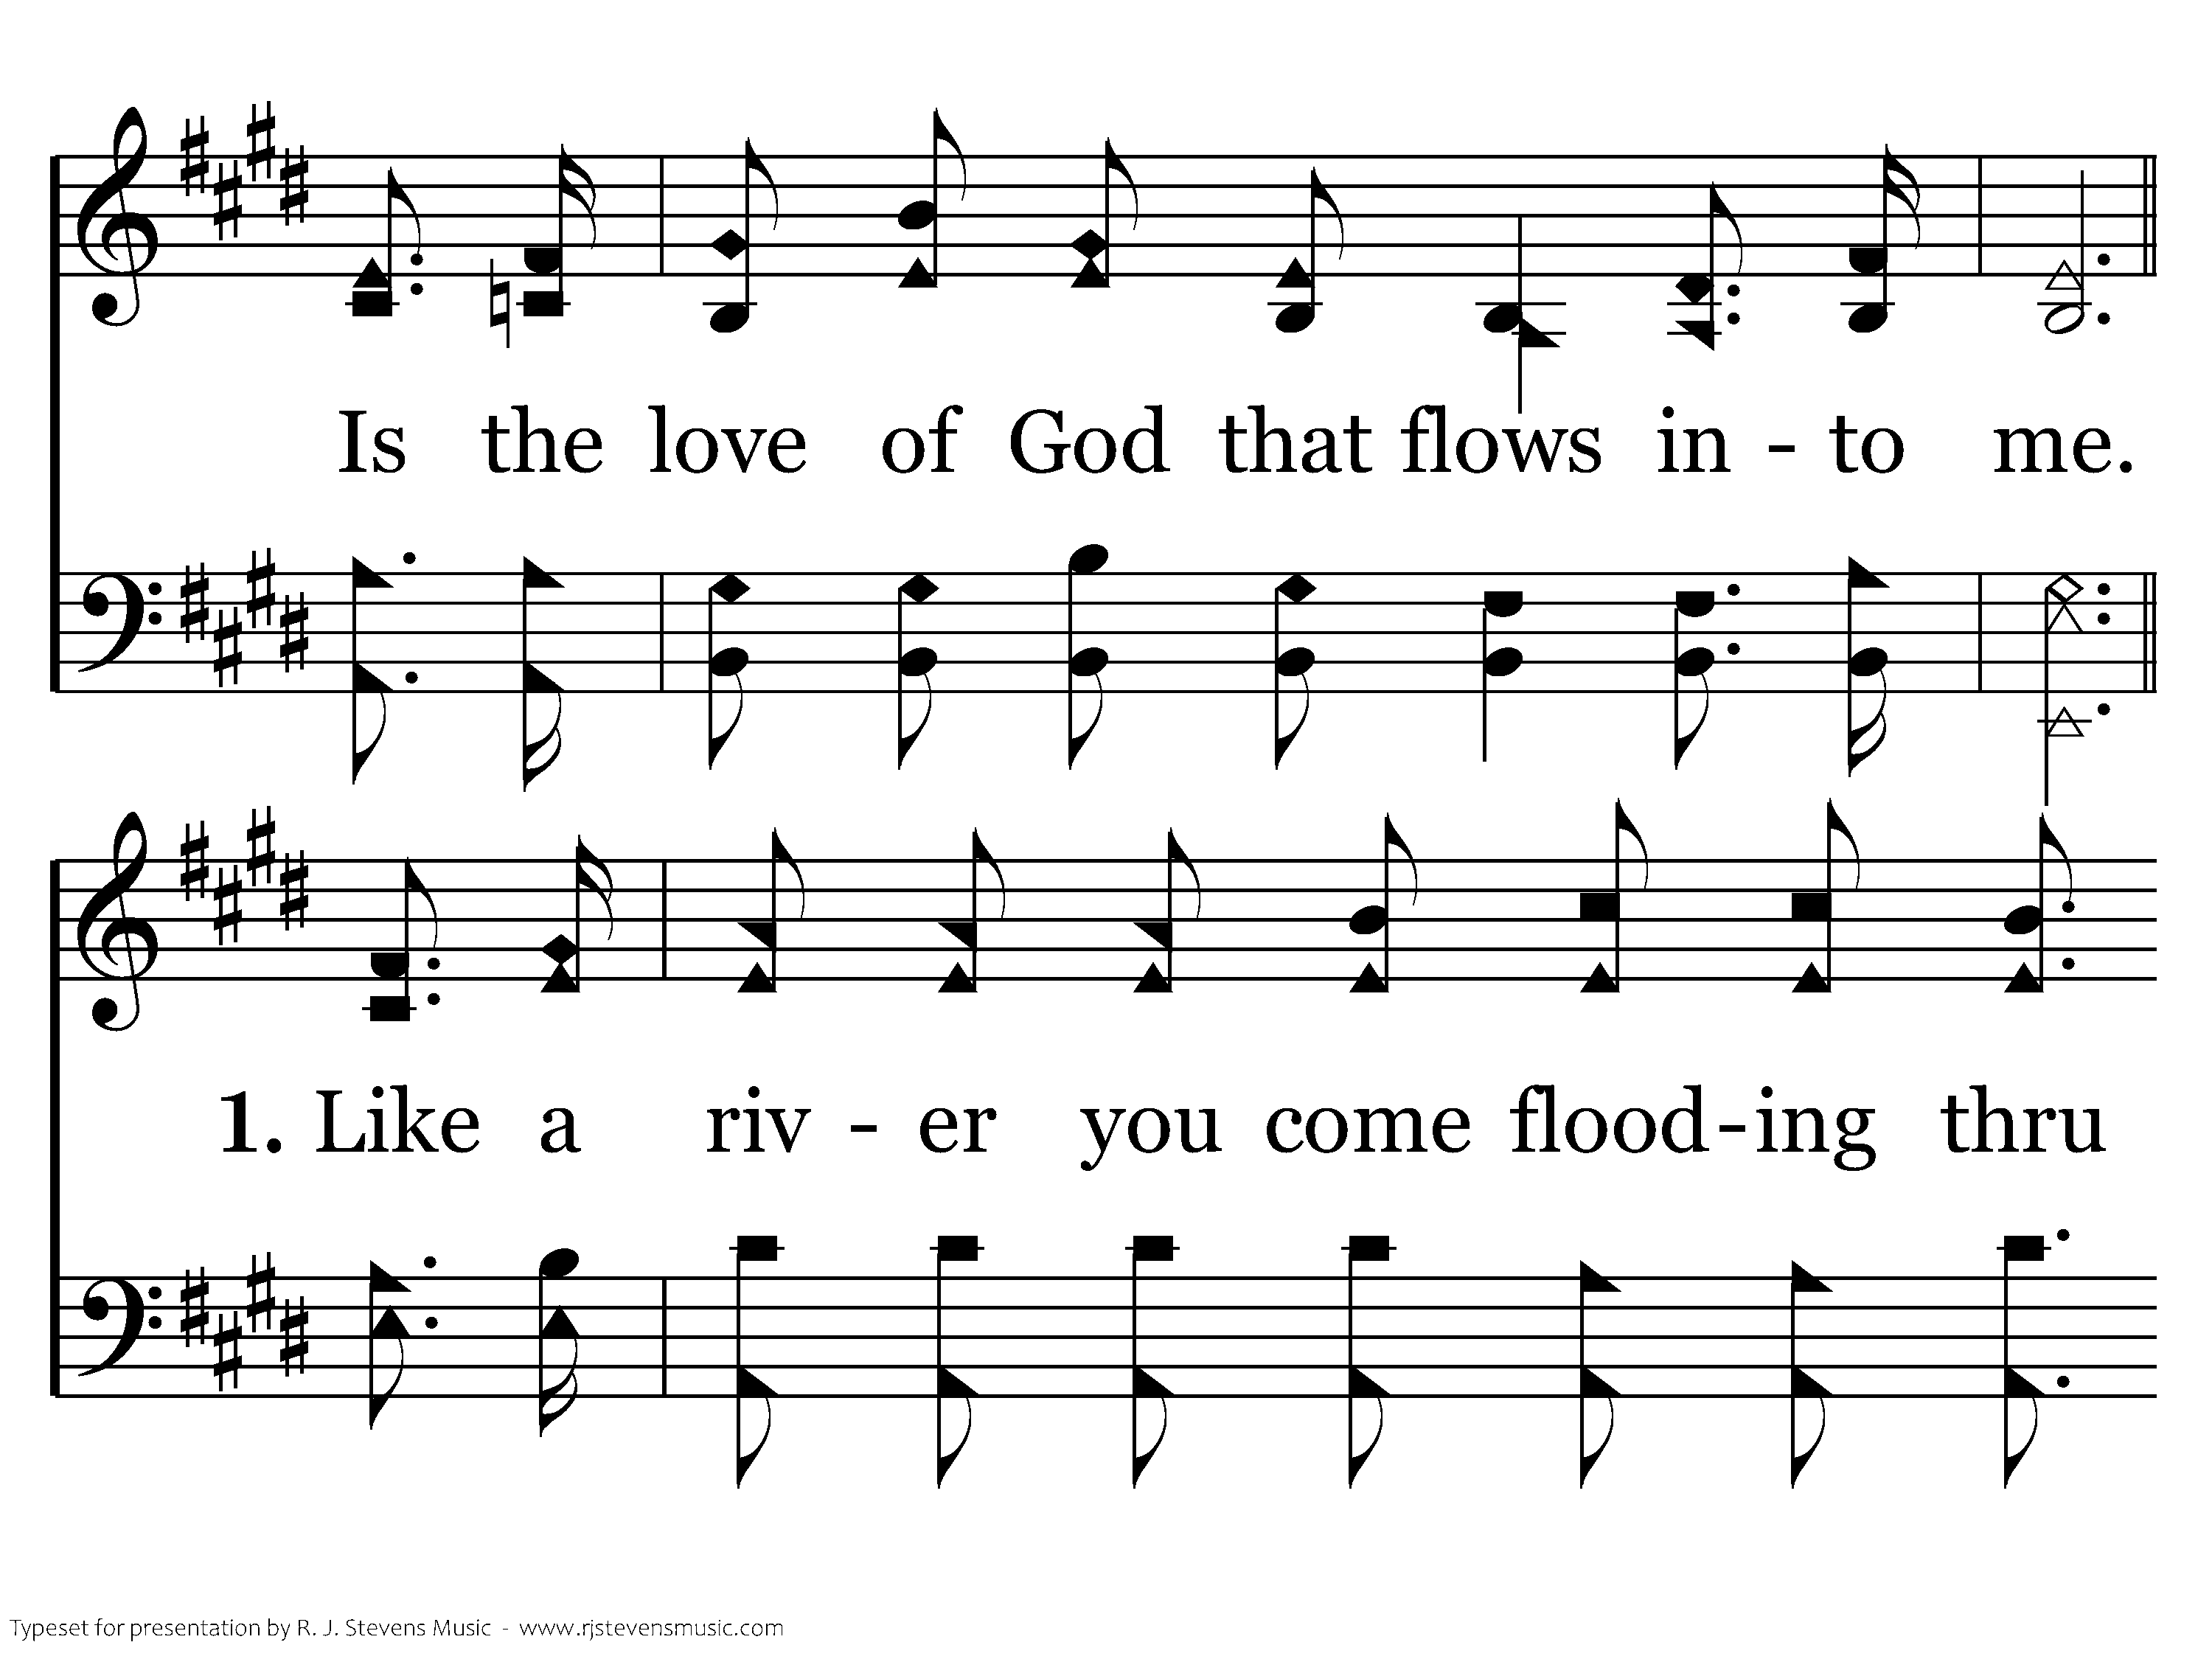 Is the love of God that flows in - to me.
1. Like a riv - er you come flood-ing thru
Typeset for presentation by R. J. Stevens Music - www.rjstevensmusic.com